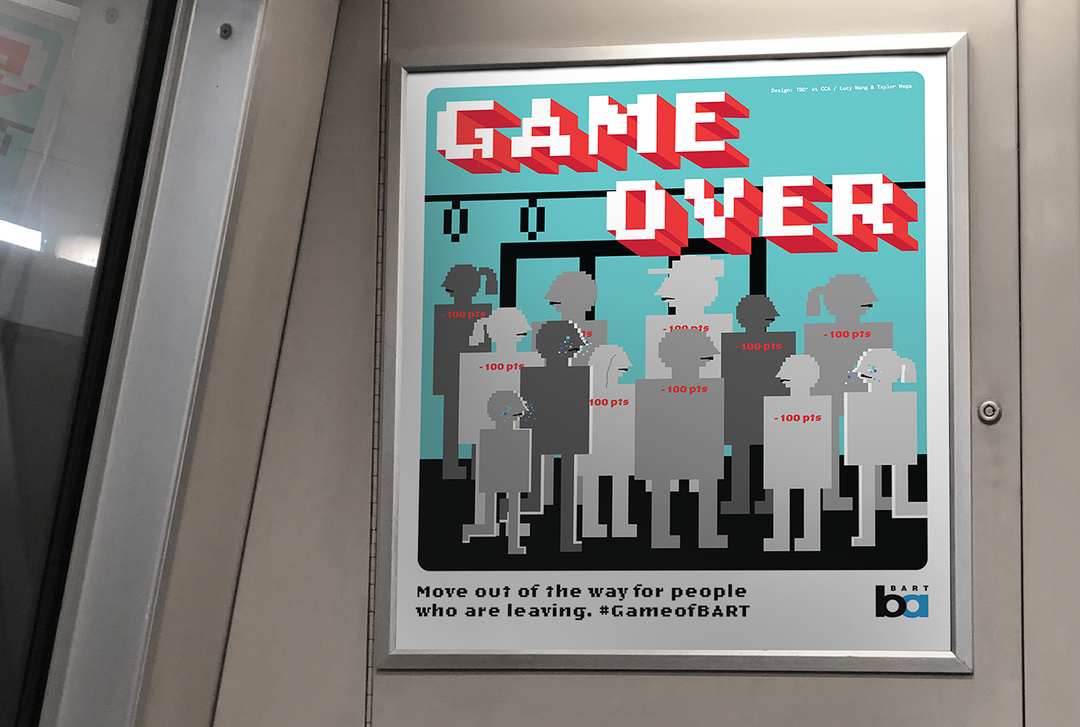 Design: TBD* at CCA / Lucy Wang & Taylor Wega
GAME
OVER
-100 pts
-100 pts
-100 pts
-100 pts
-100 pts
-100 pts
100 pts
-100 pts
-100 pts
Move out of the way for people
who are leaving. #GameofBART
BART
ba